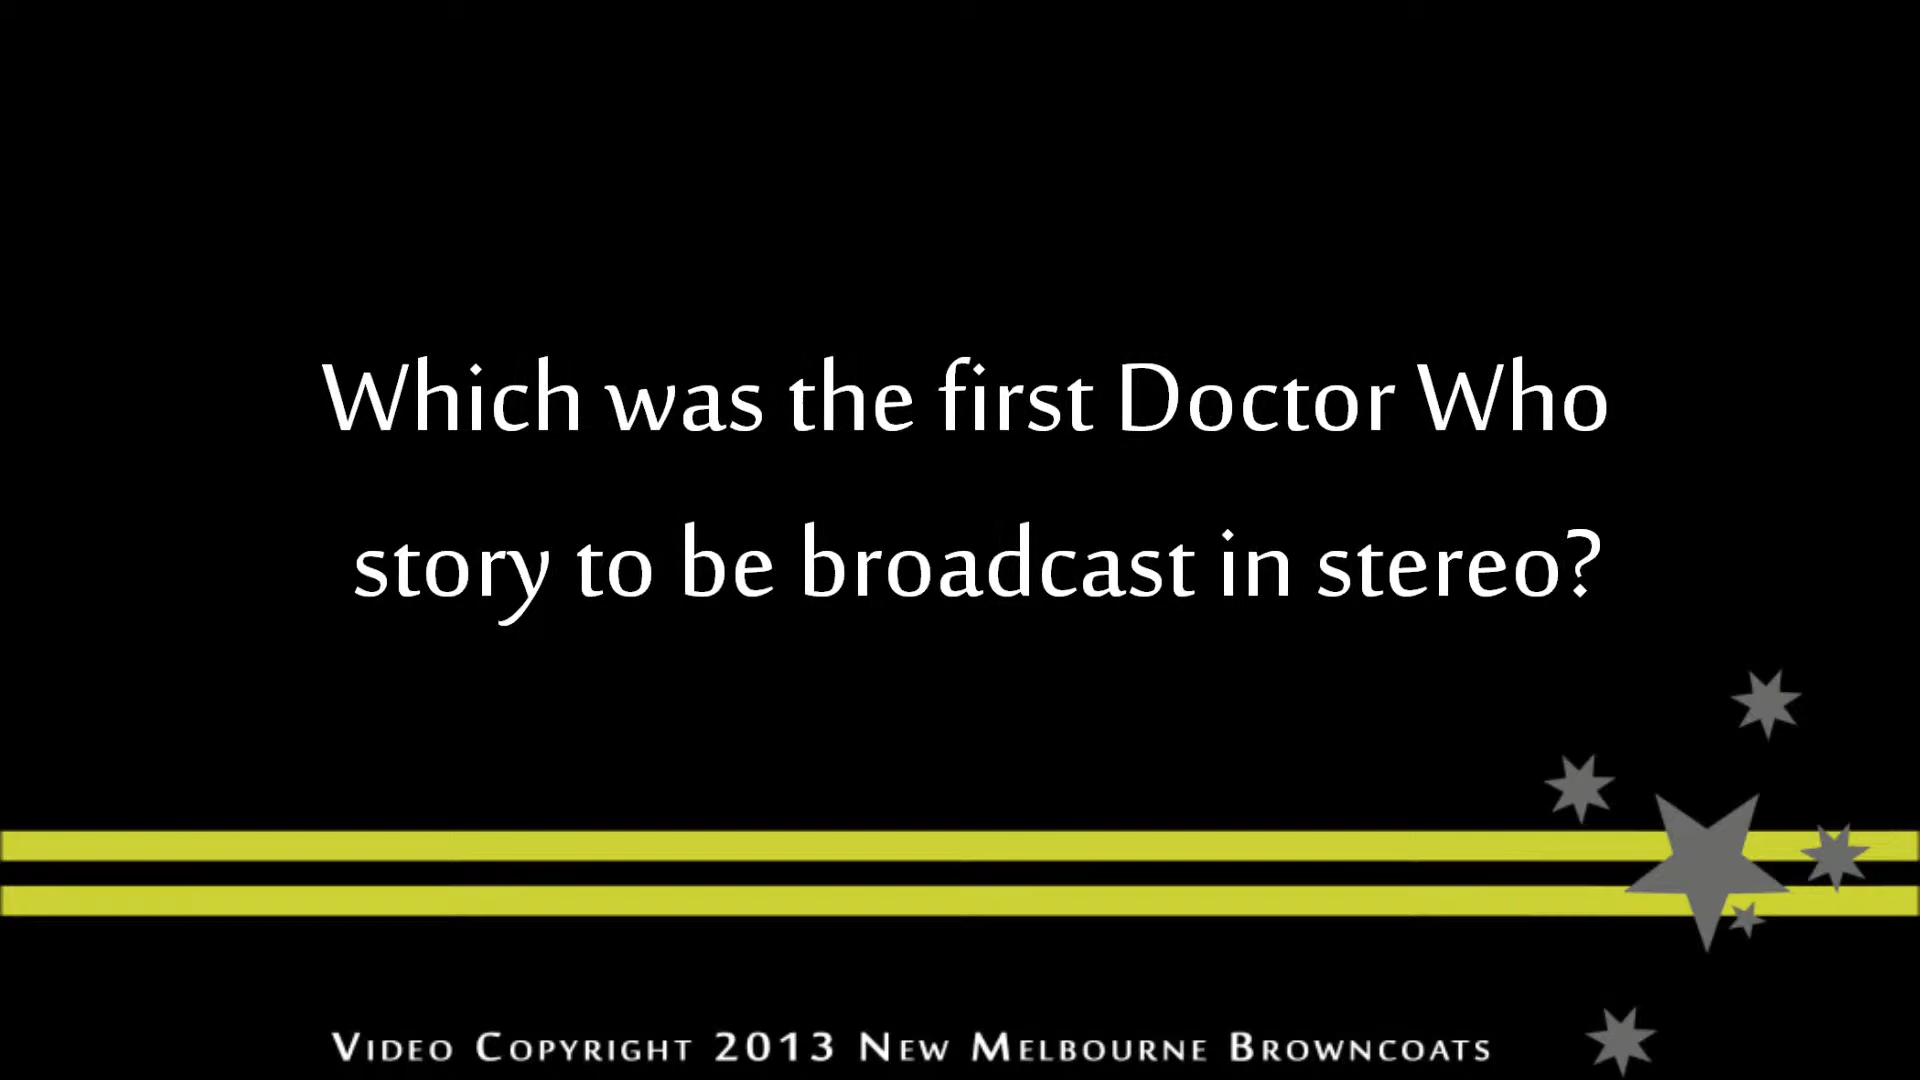 Which was the first Doctor Who
story to be broadcast in stereo?
Video Copyright 2013 New Melbourne Browncoats